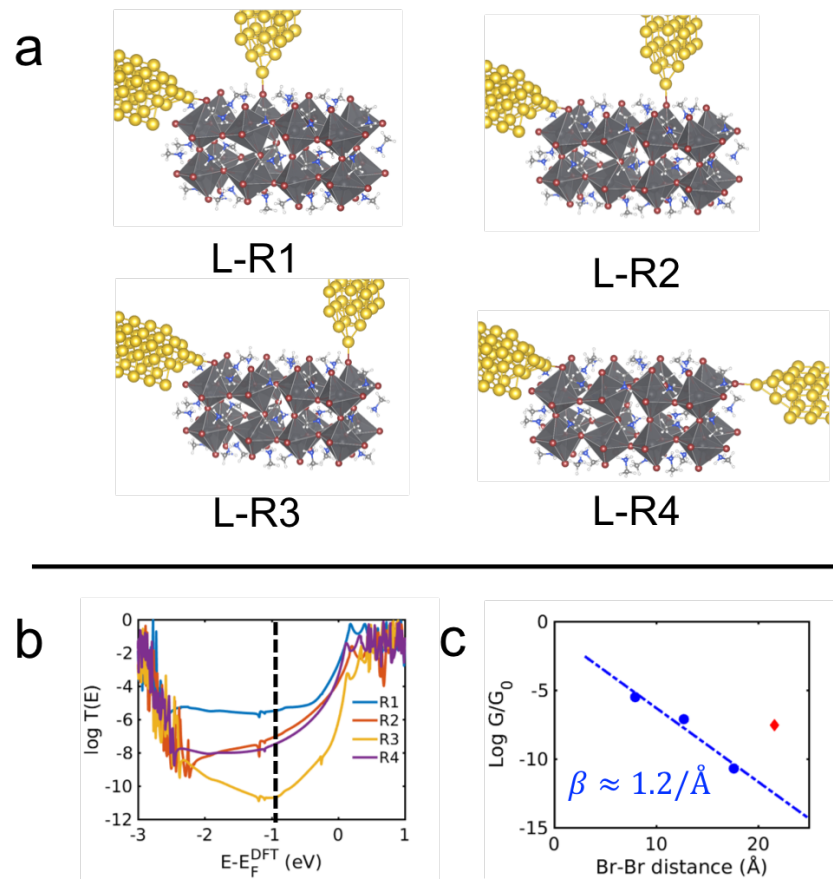 a
L-R1
L-R2
L-R3
L-R4
b
0
-2
-4
-6
-8
-10
-12
log T(E)
-3
-2
-1
0
1
E-E_F^DFT (eV)
R1
R2
R3
R4
c
0
-5
-10
-15
Log G/G₀
0
10
20
Br-Br distance (Å)
β ≈ 1.2/Å